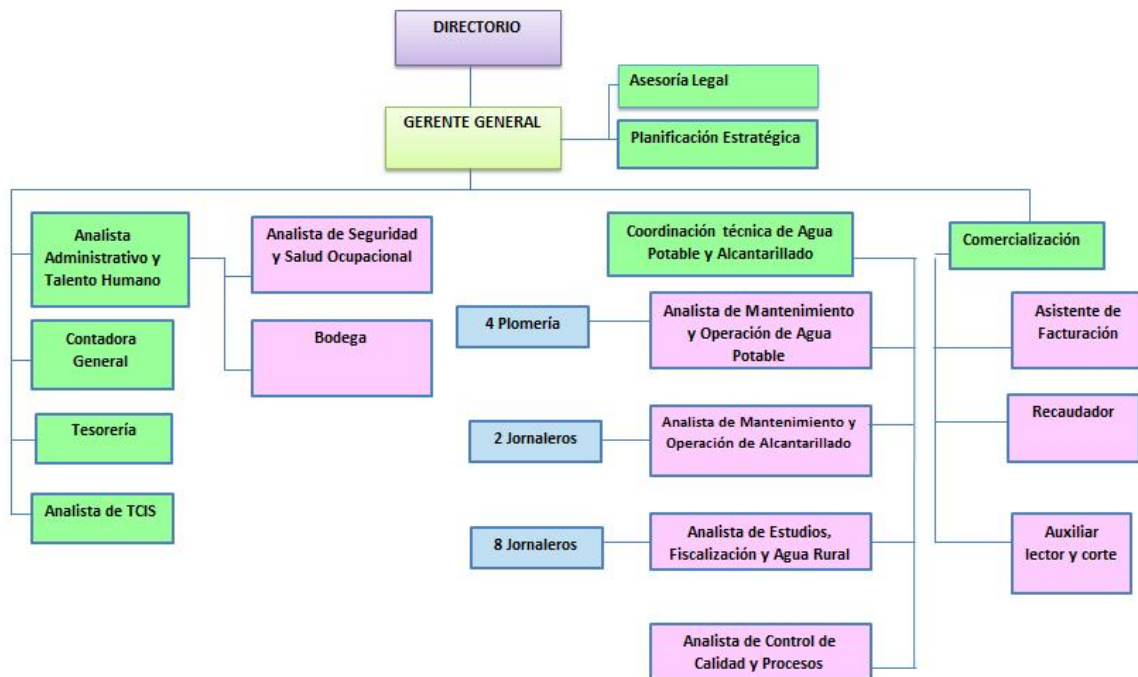 DIRECTORIO
GERENTE GENERAL
Asesoría Legal
Planificación Estratégica
Analista
Administrativo y
Talento Humano
Analista de Seguridad
y Salud Ocupacional
Bodega
Contadora
General
Tesorería
Analista de TCIS
Coordinación técnica de Agua
Potable y Alcantarillado
4 Plomería
Analista de Mantenimiento
y Operación de Agua
Potable
2 Jornaleros
Analista de Mantenimiento y
Operación de Alcantarillado
8 Jornaleros
Analista de Estudios,
Fiscalización y Agua Rural
Analista de Control de
Calidad y Procesos
Comercialización
Asistente de
Facturación
Recaudador
Auxiliar
lector y corte